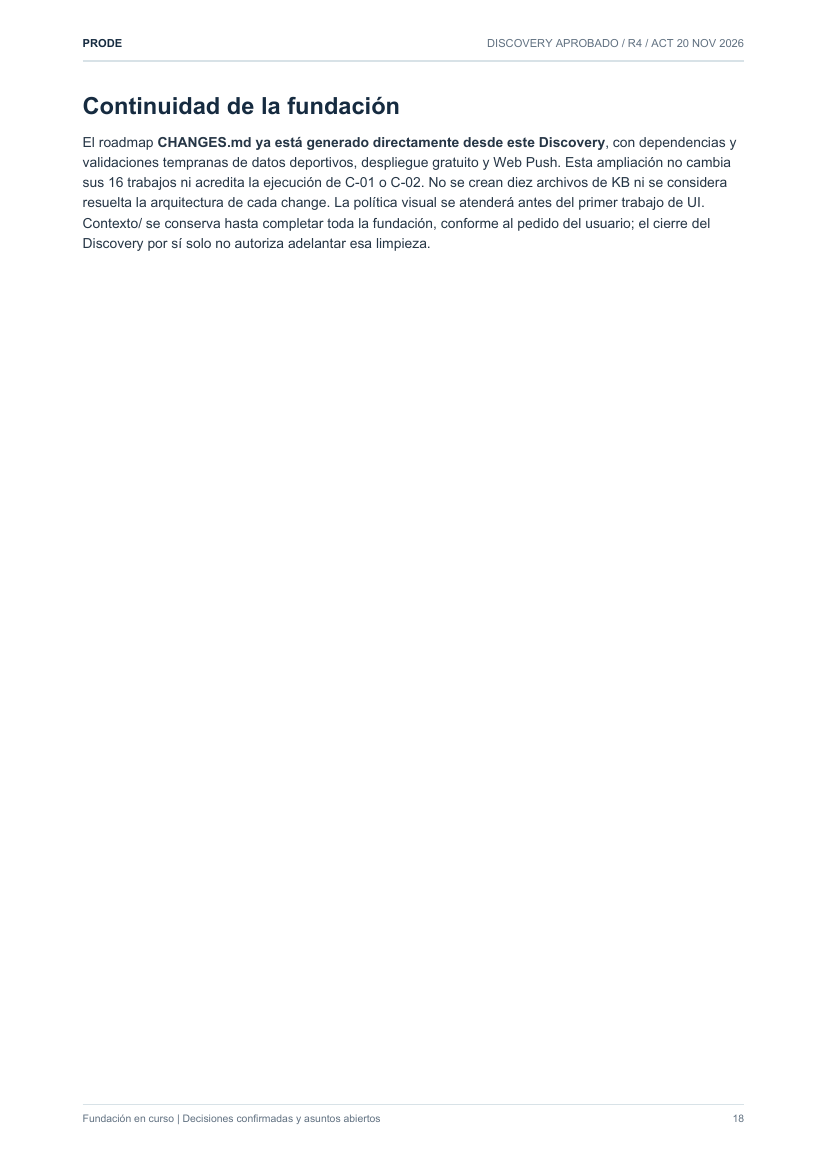 PRODE
DISCOVERY APROBADO / R4 / ACT 20 NOV 2026
Continuidad de la fundación
El roadmap CHANGES.md ya está generado directamente desde este Discovery, con dependencias y
validaciones tempranas de datos deportivos, despliegue gratuito y Web Push. Esta ampliación no cambia
sus 16 trabajos ni acredita la ejecución de C-01 o C-02. No se crean diez archivos de KB ni se considera
resuelta la arquitectura de cada change. La política visual se atenderá antes del primer trabajo de UI.
Contexto/ se conserva hasta completar toda la fundación, conforme al pedido del usuario; el cierre del
Discovery por sí solo no autoriza adelantar esa limpieza.
Fundación en curso | Decisiones confirmadas y asuntos abiertos
18